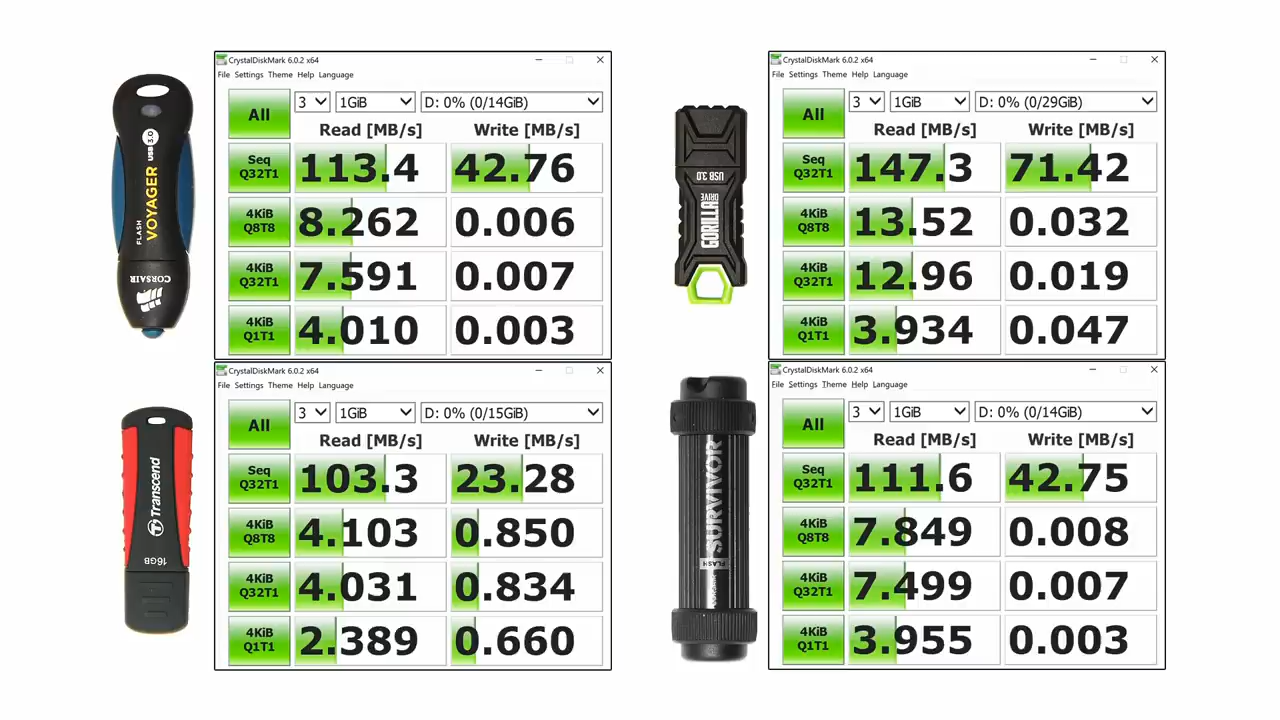 CrystalDiskMark 6.0.2 x64
File Settings Theme Help Language
All 3 1GiB D: 0% (0/14GiB)
Read [MB/s] Write [MB/s]
Seq
Q32T1 113.4 42.76
4KiB
Q8T8 8.262 0.006
4KiB
Q32T1 7.591 0.007
4KiB
Q1T1 4.010 0.003
FLASH
VOYAGER USB 3.0
CORSAIR
CrystalDiskMark 6.0.2 x64
File Settings Theme Help Language
All 3 1GiB D: 0% (0/29GiB)
Read [MB/s] Write [MB/s]
Seq
Q32T1 147.3 71.42
4KiB
Q8T8 13.52 0.032
4KiB
Q32T1 12.96 0.019
4KiB
Q1T1 3.934 0.047
USB 3.0
GORILLA
DRIVE
CrystalDiskMark 6.0.2 x64
File Settings Theme Help Language
All 3 1GiB D: 0% (0/15GiB)
Read [MB/s] Write [MB/s]
Seq
Q32T1 103.3 23.28
4KiB
Q8T8 4.103 0.850
4KiB
Q32T1 4.031 0.834
4KiB
Q1T1 2.389 0.660
Transcend
16GB
CrystalDiskMark 6.0.2 x64
File Settings Theme Help Language
All 3 1GiB D: 0% (0/14GiB)
Read [MB/s] Write [MB/s]
Seq
Q32T1 111.6 42.75
4KiB
Q8T8 7.849 0.008
4KiB
Q32T1 7.499 0.007
4KiB
Q1T1 3.955 0.003
FLASH
SURVIVOR